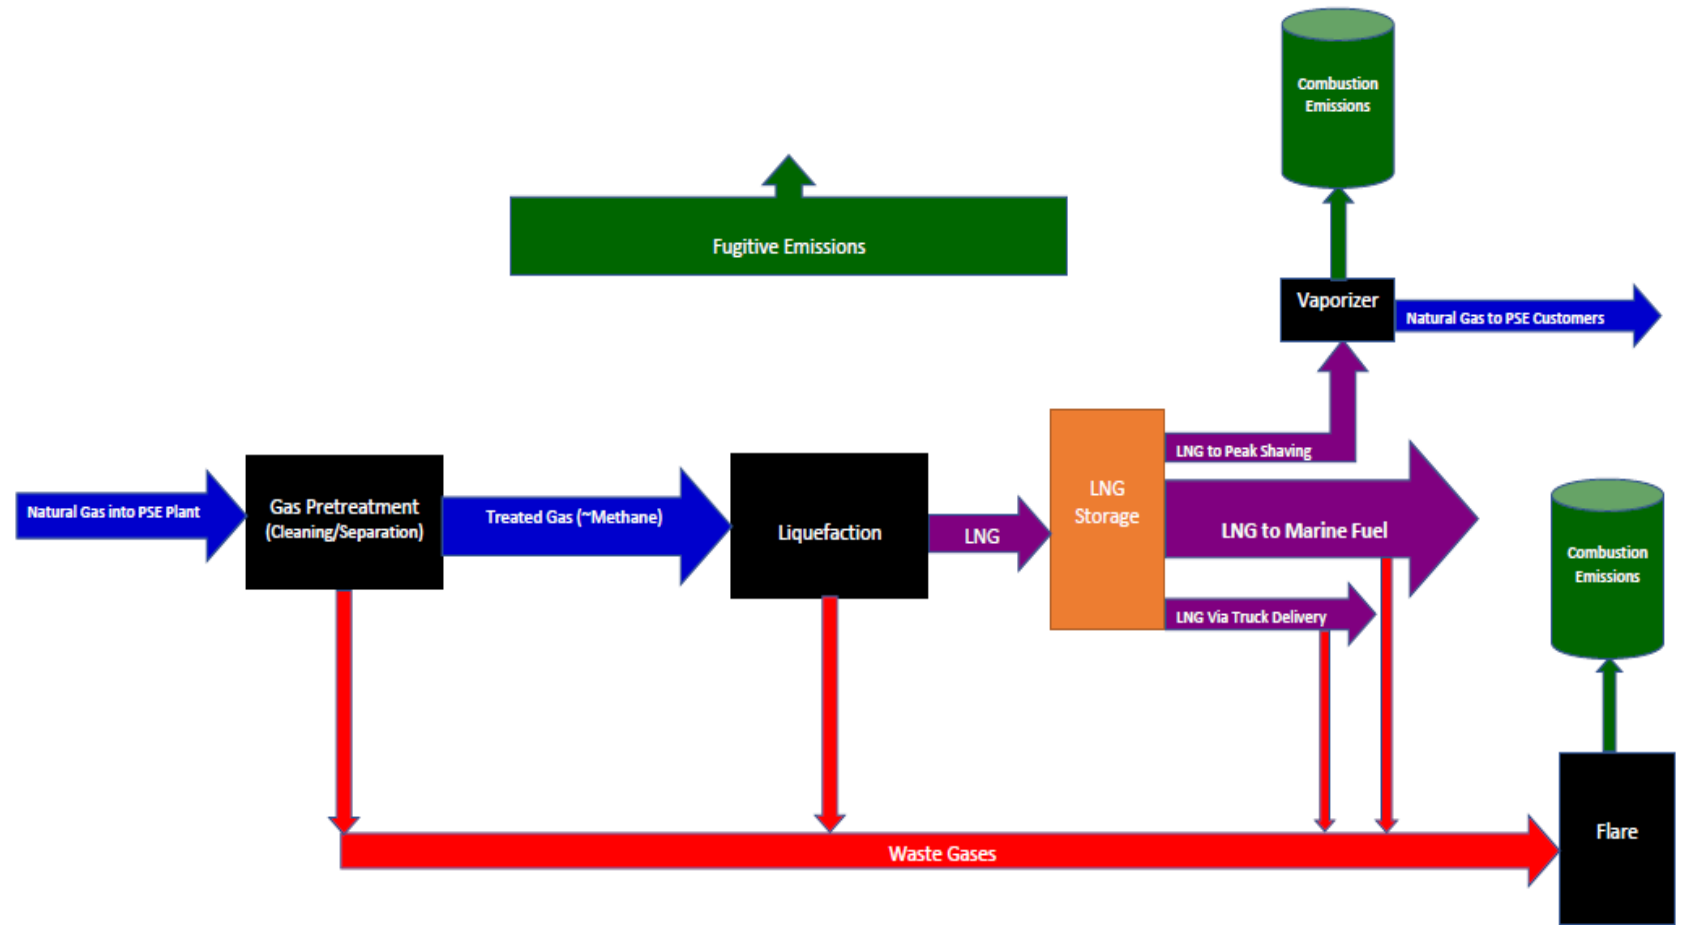 Combustion
Emissions
Fugitive Emissions
Vaporizer
Natural Gas to PSE Customers
LNG to Peak Shaving
Natural Gas into PSE Plant
Gas Pretreatment
(Cleaning/Separation)
Treated Gas (~Methane)
Liquefaction
LNG
LNG
Storage
LNG to Marine Fuel
LNG Via Truck Delivery
Combustion
Emissions
Flare
Waste Gases